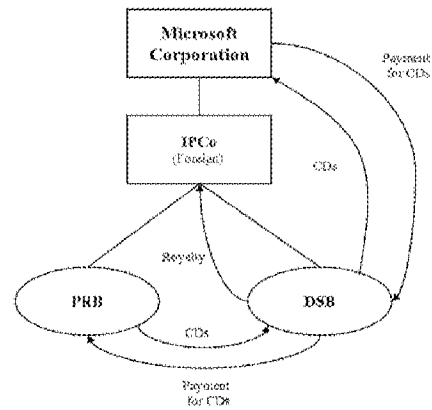 Microsoft
Corporation
Payment
for CDs
IPCo
(Foreign)
CDs
Royalty
PRB
DSB
CDs
Payment
for CDs